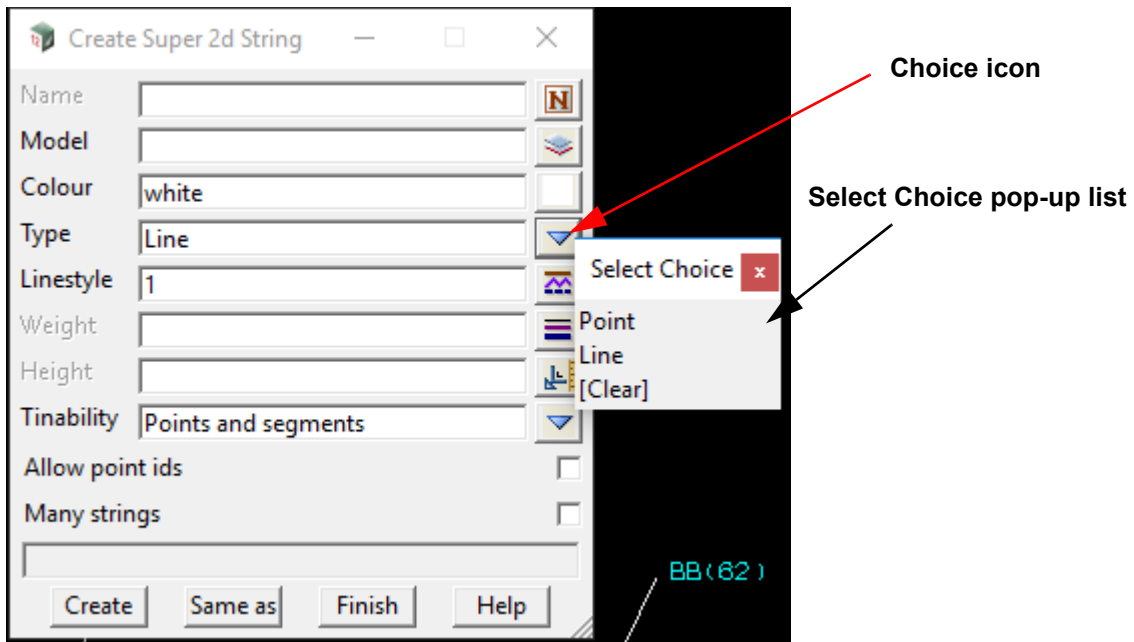 Create Super 2d String
Name
Model
Colour white
Type Line
Linestyle 1
Weight
Height
Tinability Points and segments
Allow point ids
Many strings
Create Same as Finish Help
Choice icon
Select Choice pop-up list
Select Choice x
Point
Line
[Clear]
BB(62)
N